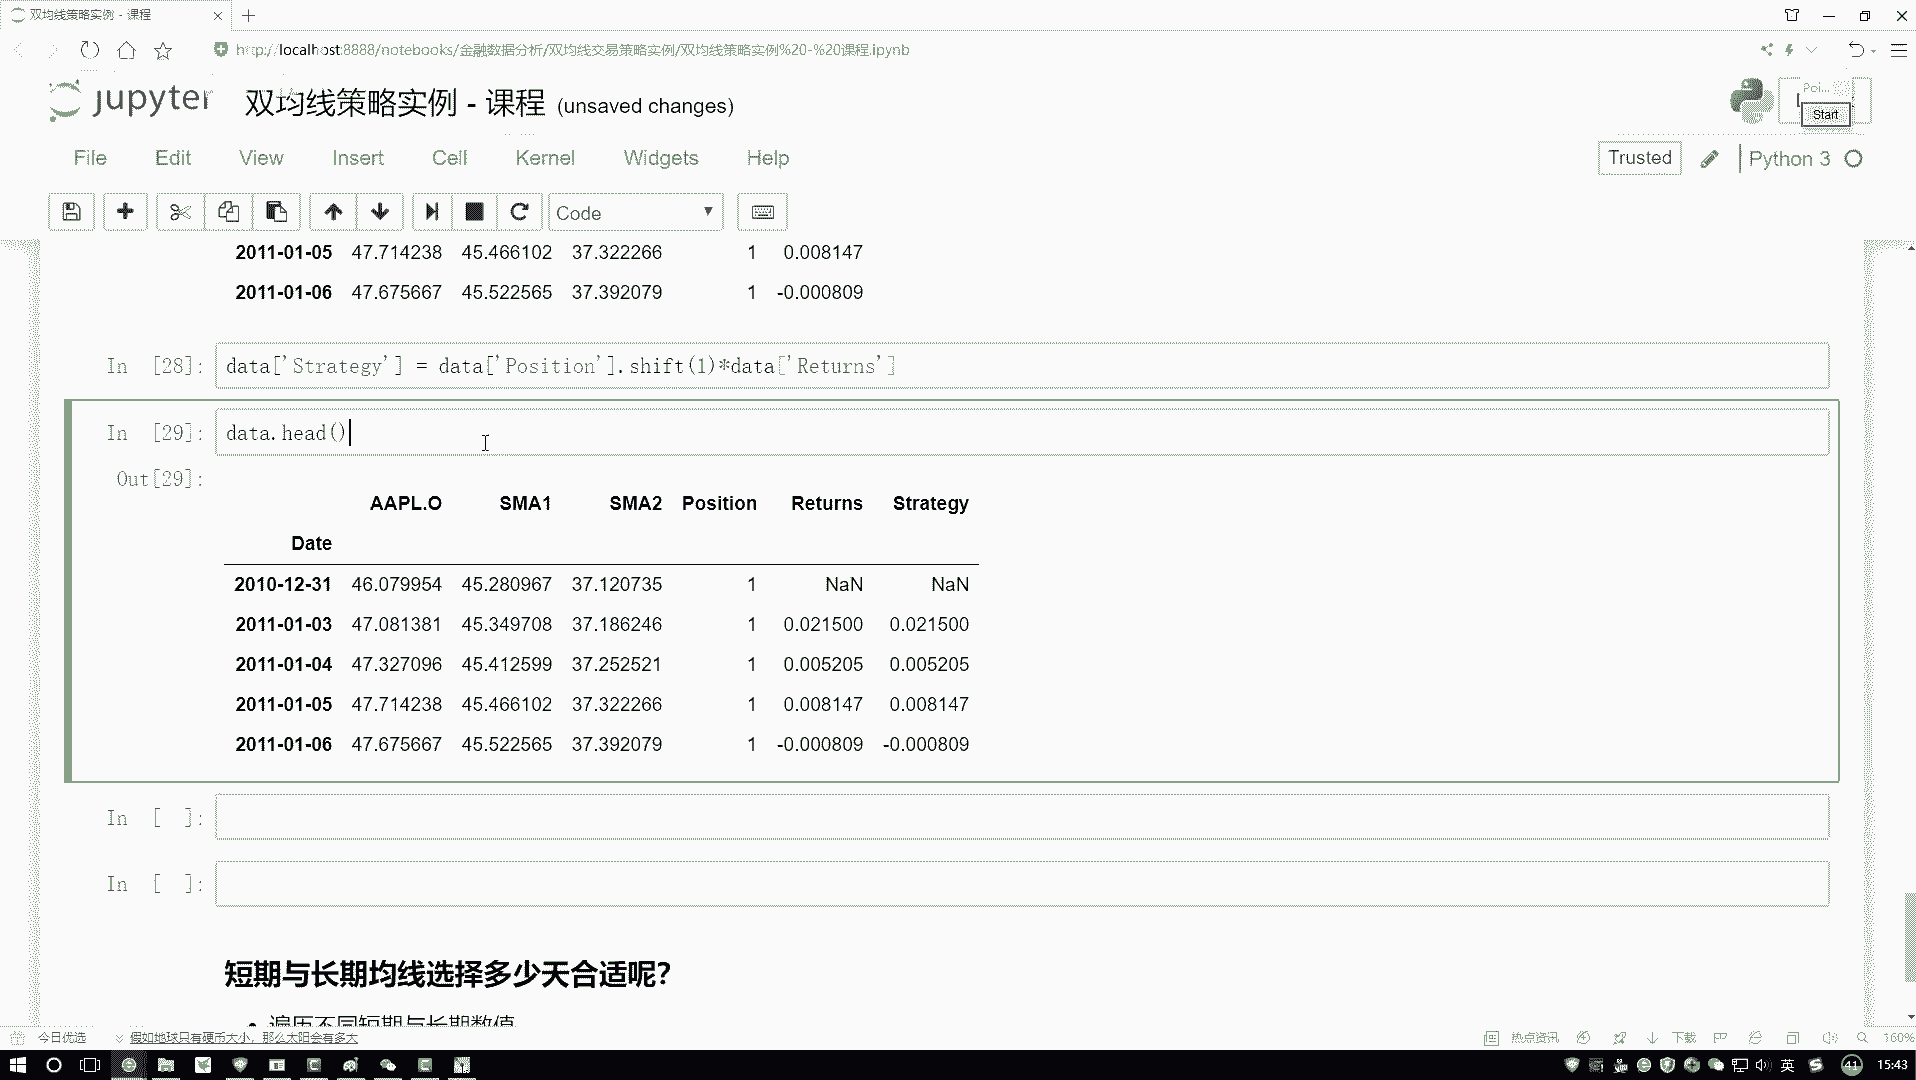 双均线策略实例 - 课程
http://localhost:8888/notebooks/金融数据分析/双均线交易策略实例/双均线策略实例%20-%20课程.ipynb
jupyter 双均线策略实例 - 课程 (unsaved changes)
Poi...
Start
File Edit View Insert Cell Kernel Widgets Help
Trusted Python 3
Code
2011-01-05 47.714238 45.466102 37.322266 1 0.008147
2011-01-06 47.675667 45.522565 37.392079 1 -0.000809
In [28]: data['Strategy'] = data['Position'].shift(1)*data['Returns']
In [29]: data.head()
Out[29]:
AAPL.O SMA1 SMA2 Position Returns Strategy
Date
2010-12-31 46.079954 45.280967 37.120735 1 NaN NaN
2011-01-03 47.081381 45.349708 37.186246 1 0.021500 0.021500
2011-01-04 47.327096 45.412599 37.252521 1 0.005205 0.005205
2011-01-05 47.714238 45.466102 37.322266 1 0.008147 0.008147
2011-01-06 47.675667 45.522565 37.392079 1 -0.000809 -0.000809
In [ ]:
In [ ]:
短期与长期均线选择多少天合适呢？
• 遍历不同短期与长期数值
今日优选 假如地球只有硬币大小，那么太阳会有多大 热点资讯 下载 160%
英 41 15:43